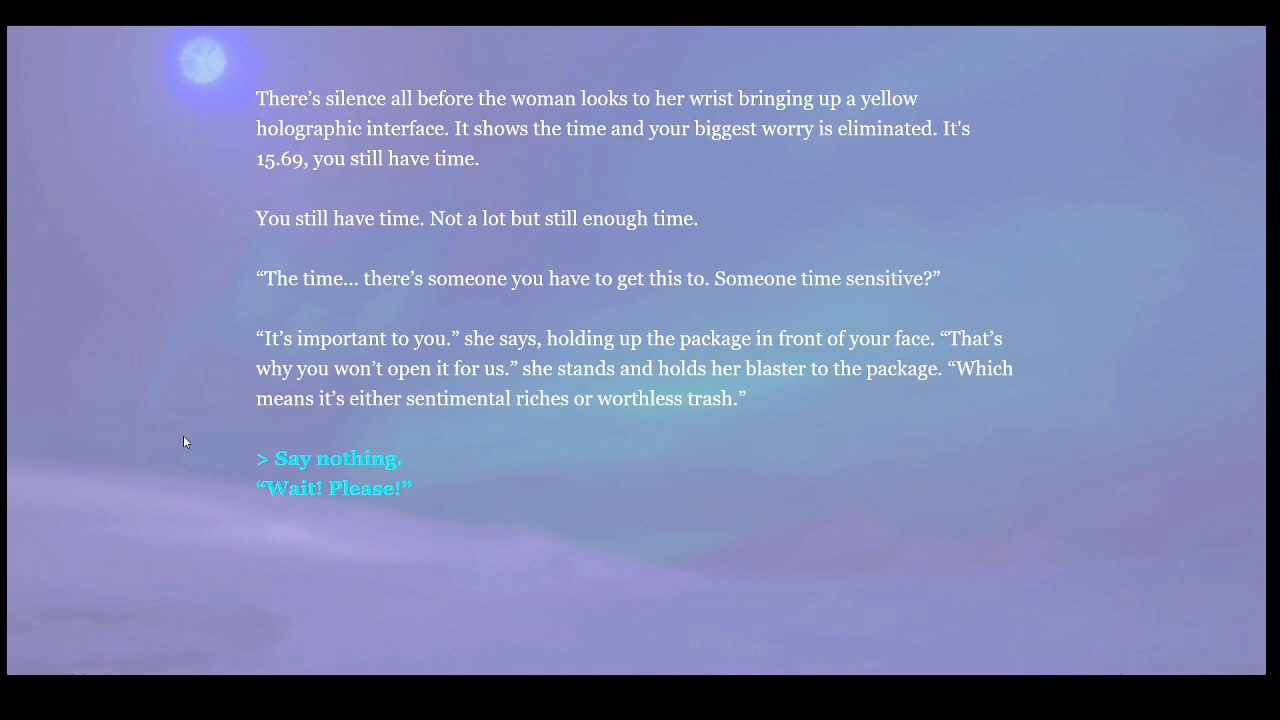 There’s silence all before the woman looks to her wrist bringing up a yellow
holographic interface. It shows the time and your biggest worry is eliminated. It's
15.69, you still have time.
You still have time. Not a lot but still enough time.
“The time... there’s someone you have to get this to. Someone time sensitive?”
“It’s important to you.” she says, holding up the package in front of your face. “That’s
why you won’t open it for us.” she stands and holds her blaster to the package. “Which
means it’s either sentimental riches or worthless trash.”
> Say nothing.
“Wait! Please!”